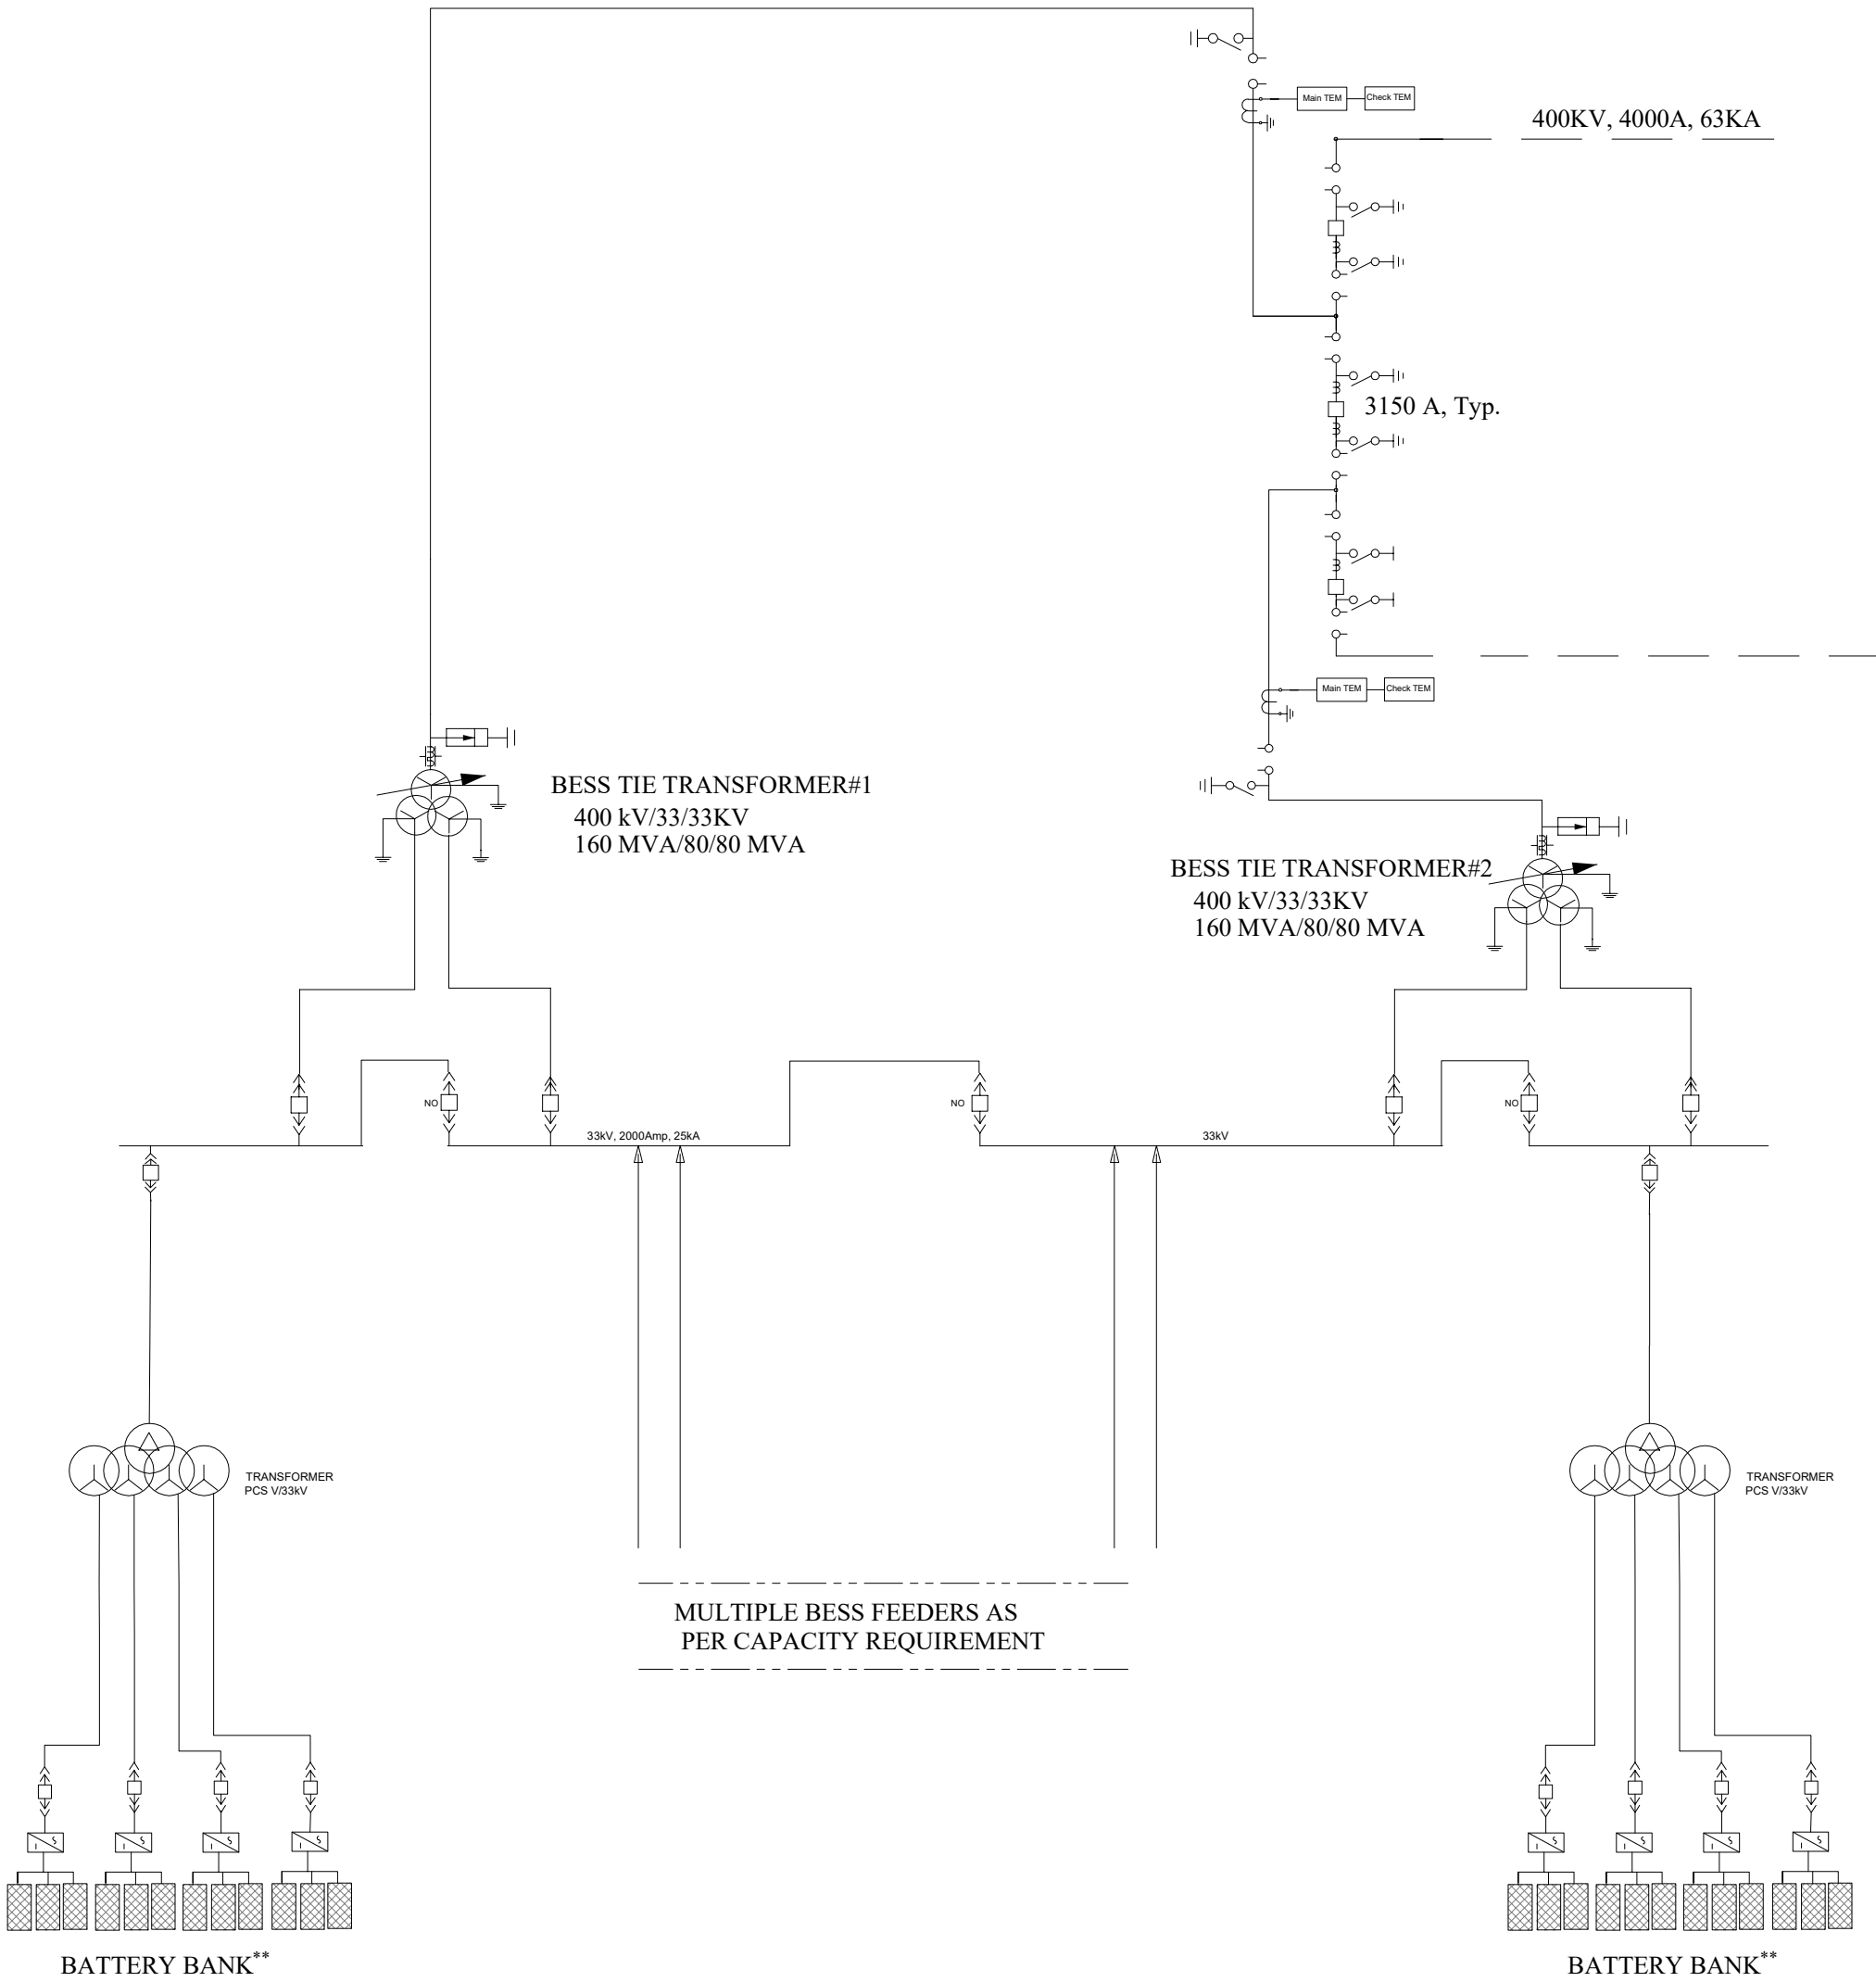 Main TEM
Check TEM
400KV, 4000A, 63KA
3150 A, Typ.
Main TEM
Check TEM
BESS TIE TRANSFORMER#1
400 kV/33/33KV
160 MVA/80/80 MVA
BESS TIE TRANSFORMER#2
400 kV/33/33KV
160 MVA/80/80 MVA
NO
NO
NO
33kV, 2000Amp, 25kA
33kV
TRANSFORMER
PCS V/33kV
TRANSFORMER
PCS V/33kV
MULTIPLE BESS FEEDERS AS
PER CAPACITY REQUIREMENT
BATTERY BANK**
BATTERY BANK**